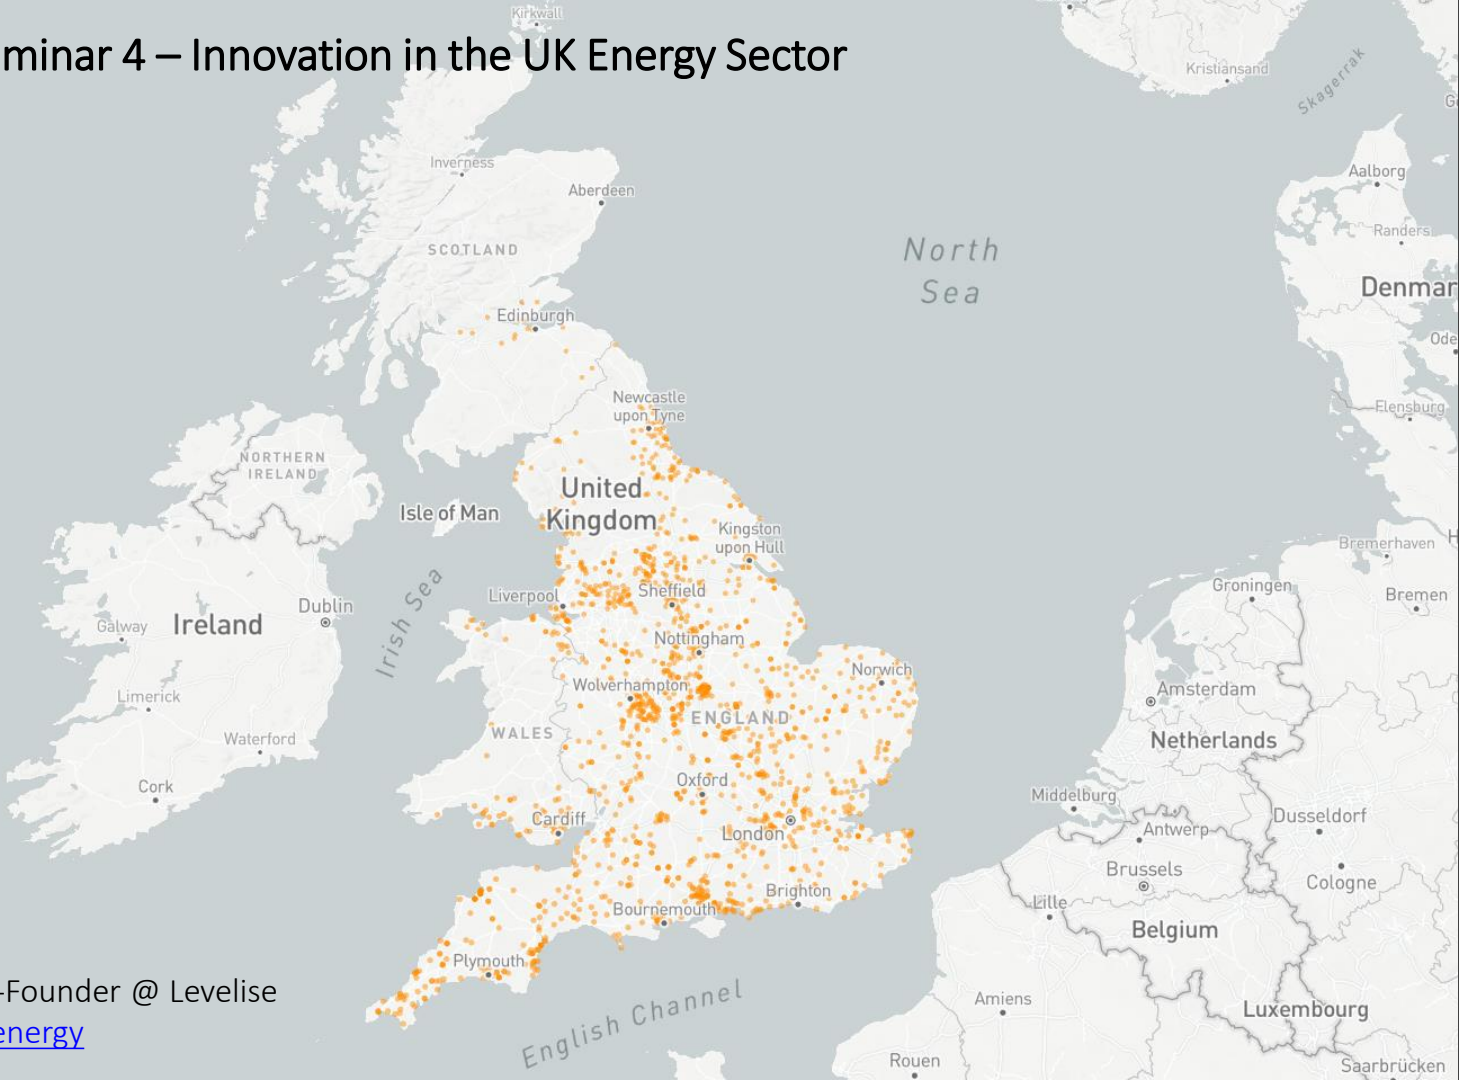 Kirkwall
minar 4 – Innovation in the UK Energy Sector
Kristiansand
Skagerrak
Inverness
Aberdeen
Aalborg
SCOTLAND
Randers
North
Sea
Denmar
Edinburgh
Ode
Newcastle
upon Tyne
Flensburg
NORTHERN
IRELAND
United
Kingdom
Isle of Man
Kingston
upon Hull
Bremerhaven
H
Irish Sea
Liverpool
Sheffield
Groningen
Bremen
Dublin
Galway
Ireland
Nottingham
Norwich
Limerick
Wolverhampton
Amsterdam
ENGLAND
WALES
Waterford
Netherlands
Cork
Oxford
Middelburg
Cardiff
London
Antwerp
Dusseldorf
Brussels
Cologne
Brighton
Bournemouth
Lille
Belgium
Plymouth
-Founder @ Levelise
energy
English Channel
Amiens
Luxembourg
Rouen
Saarbrücken